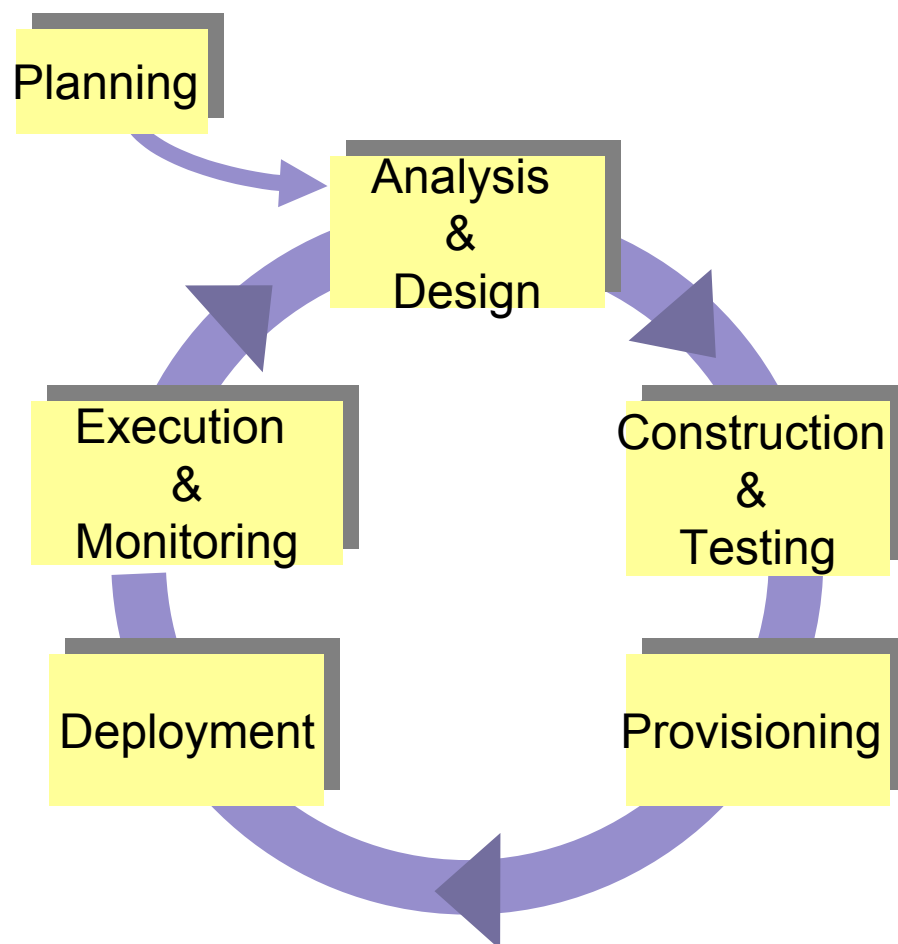 Planning
Analysis
&
Design
Execution
&
Monitoring
Construction
&
Testing
Deployment
Provisioning